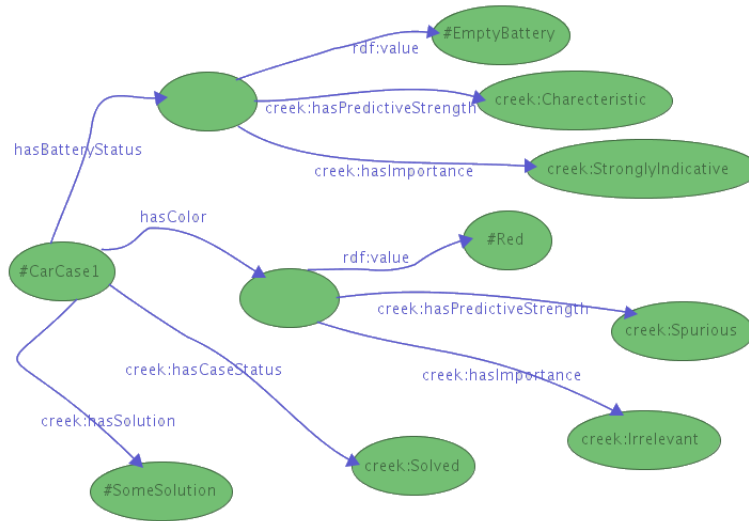 #EmptyBattery
rdf:value
creek:Charecteristic
creek:hasPredictiveStrength
hasBatteryStatus
creek:hasImportance
creek:StronglyIndicative
hasColor
#Red
rdf:value
#CarCase1
creek:hasPredictiveStrength
creek:Spurious
creek:hasCaseStatus
creek:hasImportance
creek:hasSolution
creek:Irrelevant
creek:Solved
#SomeSolution